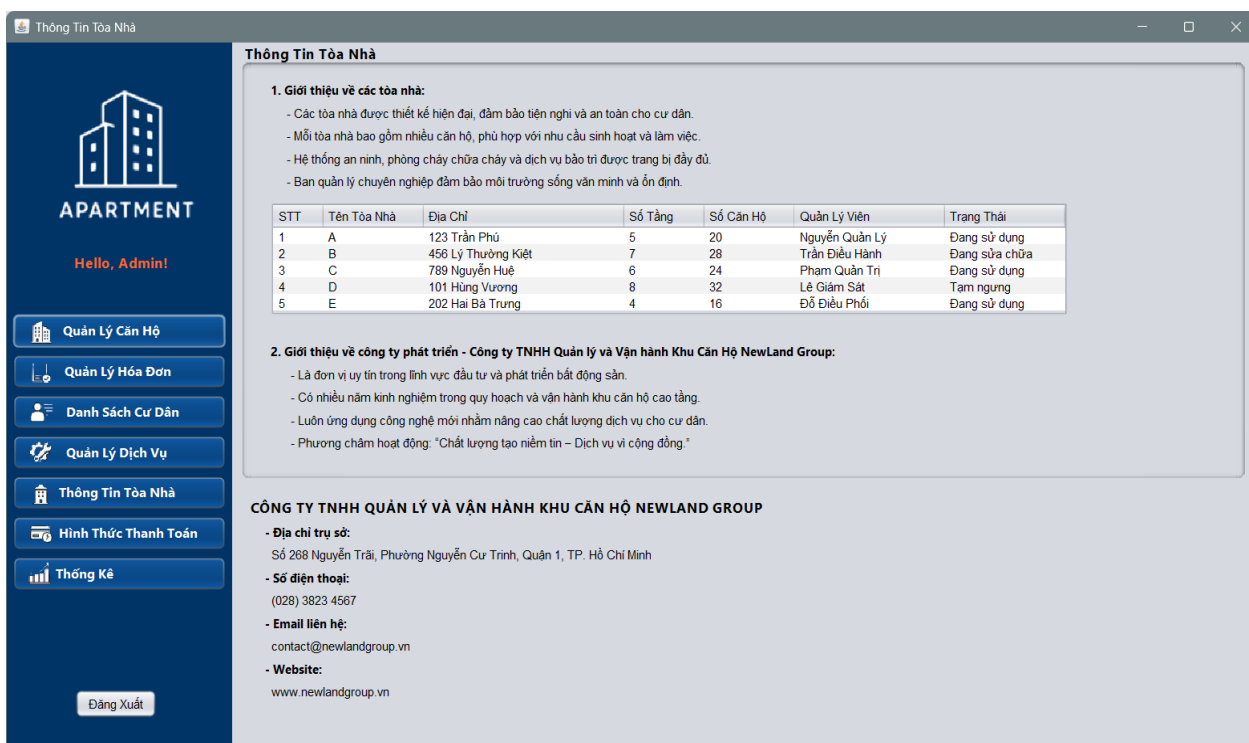 Thông Tin Tòa Nhà
APARTMENT
Hello, Admin!
Quản Lý Căn Hộ
Quản Lý Hóa Đơn
Danh Sách Cư Dân
Quản Lý Dịch Vụ
Thông Tin Tòa Nhà
Hình Thức Thanh Toán
Thống Kê
Đăng Xuất
Thông Tin Tòa Nhà
1. Giới thiệu về các tòa nhà:
- Các tòa nhà được thiết kế hiện đại, đảm bảo tiện nghi và an toàn cho cư dân.
- Mỗi tòa nhà bao gồm nhiều căn hộ, phù hợp với nhu cầu sinh hoạt và làm việc.
- Hệ thống an ninh, phòng cháy chữa cháy và dịch vụ bảo trì được trang bị đầy đủ.
- Ban quản lý chuyên nghiệp đảm bảo môi trường sống văn minh và ổn định.
STT Tên Tòa Nhà Địa Chỉ Số Tầng Số Căn Hộ Quản Lý Viên Trạng Thái
1 A 123 Trần Phú 5 20 Nguyễn Quản Lý Đang sử dụng
2 B 456 Lý Thường Kiệt 7 28 Trần Điều Hành Đang sửa chữa
3 C 789 Nguyễn Huệ 6 24 Phạm Quản Trị Đang sử dụng
4 D 101 Hùng Vương 8 32 Lê Giám Sát Tạm ngưng
5 E 202 Hai Bà Trưng 4 16 Đỗ Điều Phối Đang sử dụng
2. Giới thiệu về công ty phát triển - Công ty TNHH Quản lý và Vận hành Khu Căn Hộ NewLand Group:
- Là đơn vị uy tín trong lĩnh vực đầu tư và phát triển bất động sản.
- Có nhiều năm kinh nghiệm trong quy hoạch và vận hành khu căn hộ cao tầng.
- Luôn ứng dụng công nghệ mới nhằm nâng cao chất lượng dịch vụ cho cư dân.
- Phương châm hoạt động: "Chất lượng tạo niềm tin – Dịch vụ vì cộng đồng."
CÔNG TY TNHH QUẢN LÝ VÀ VẬN HÀNH KHU CĂN HỘ NEWLAND GROUP
- Địa chỉ trụ sở:
Số 268 Nguyễn Trãi, Phường Nguyễn Cư Trinh, Quận 1, TP. Hồ Chí Minh
- Số điện thoại:
(028) 3823 4567
- Email liên hệ:
contact@newlandgroup.vn
- Website:
www.newlandgroup.vn